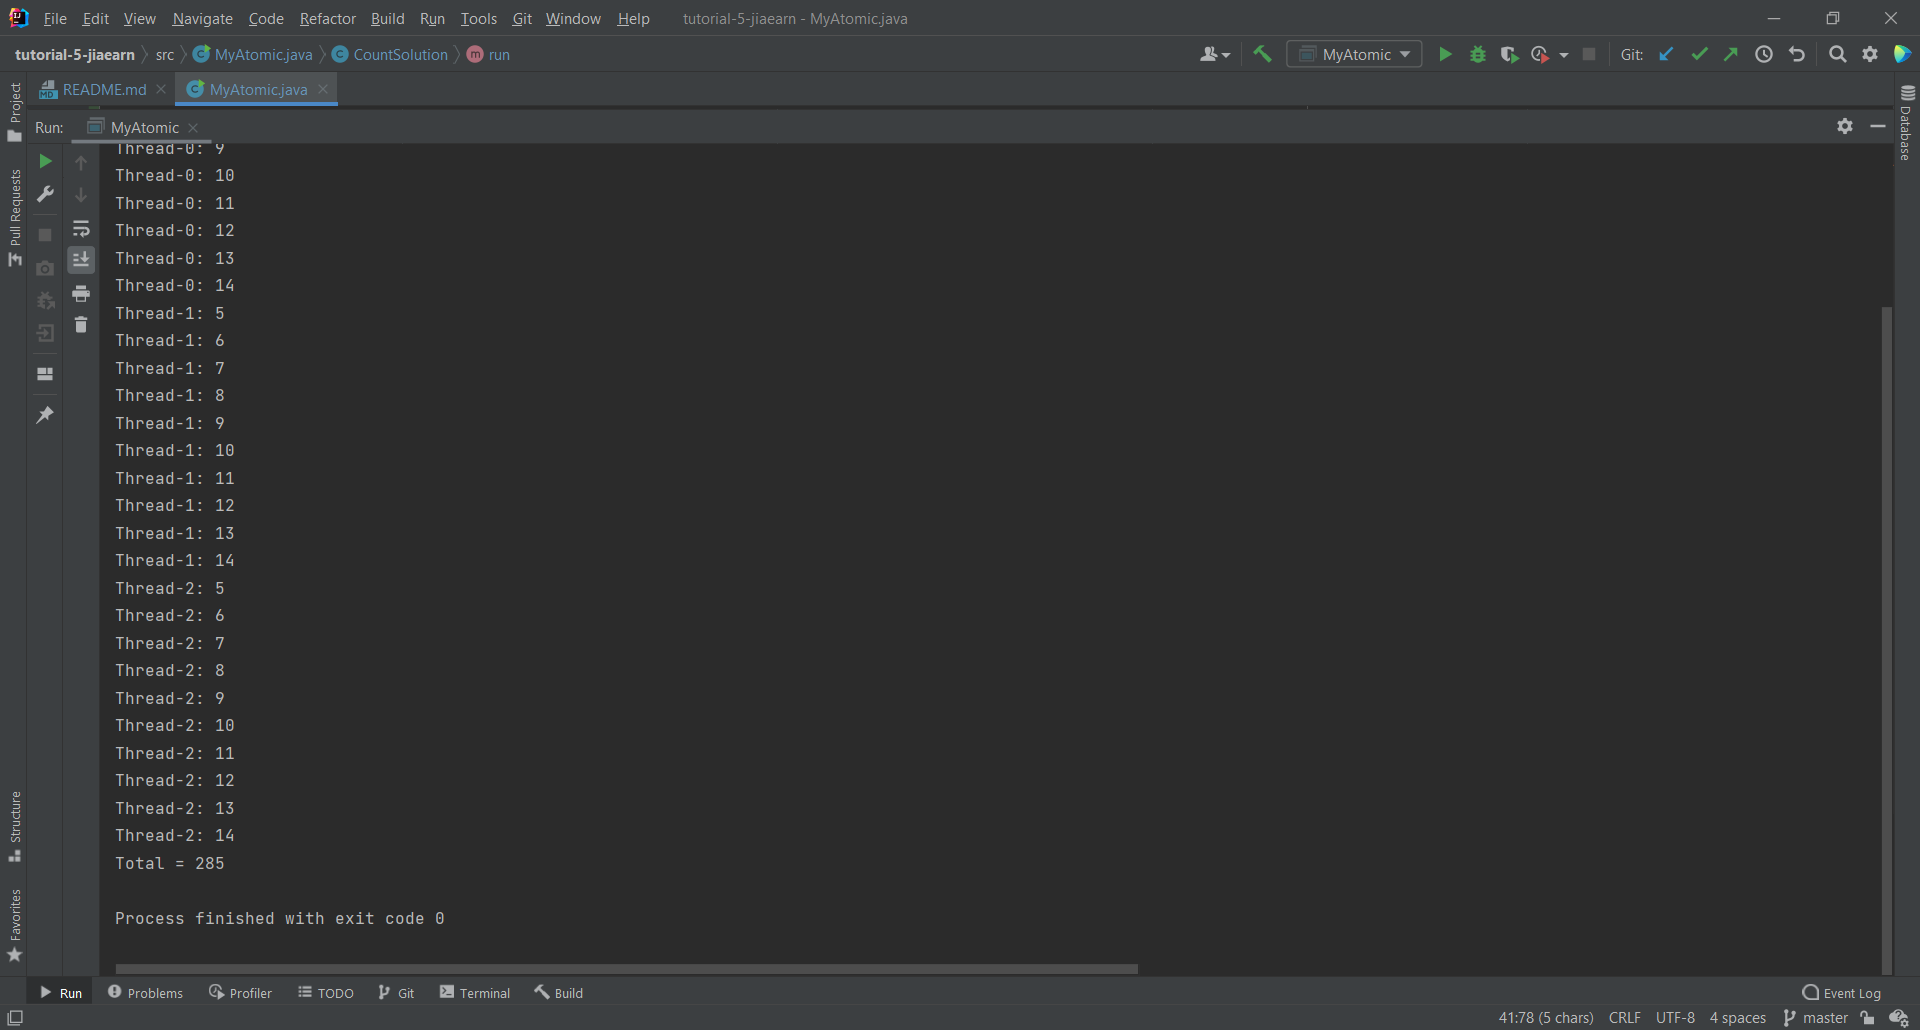 File Edit View Navigate Code Refactor Build Run Tools Git Window Help tutorial-5-jiaearn - MyAtomic.java
tutorial-5-jiaearn src MyAtomic.java CountSolution m run MyAtomic Git:
README.md MyAtomic.java
Run: MyAtomic
Project
Pull Requests
Structure
Favorites
Database
Thread-0: 9
Thread-0: 10
Thread-0: 11
Thread-0: 12
Thread-0: 13
Thread-0: 14
Thread-1: 5
Thread-1: 6
Thread-1: 7
Thread-1: 8
Thread-1: 9
Thread-1: 10
Thread-1: 11
Thread-1: 12
Thread-1: 13
Thread-1: 14
Thread-2: 5
Thread-2: 6
Thread-2: 7
Thread-2: 8
Thread-2: 9
Thread-2: 10
Thread-2: 11
Thread-2: 12
Thread-2: 13
Thread-2: 14
Total = 285
Process finished with exit code 0
Run Problems Profiler TODO Git Terminal Build Event Log
41:78 (5 chars) CRLF UTF-8 4 spaces master